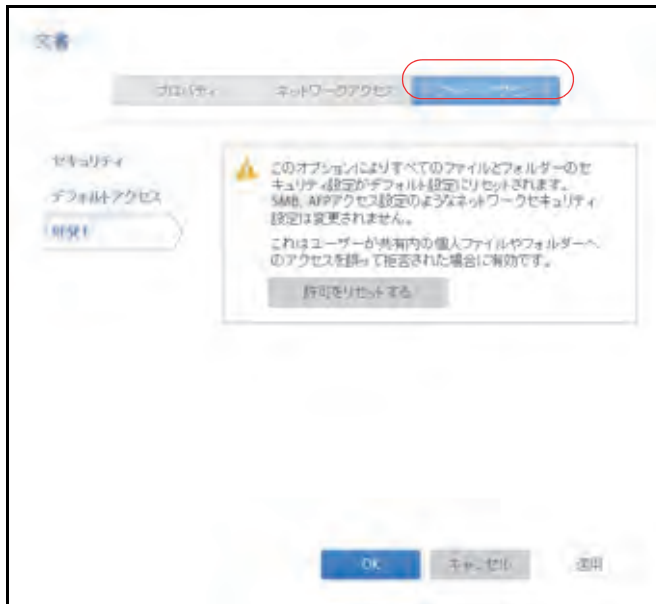 文書
プロパティ ネットワークアクセス
セキュリティ
デフォルトアクセス
RESET
このオプションによりすべてのファイルとフォルダーのセ
キュリティ設定がデフォルト設定にリセットされます。
SMB, AFPアクセス設定のようなネットワークセキュリティ
設定は変更されません。
これはユーザーが共有内の個人ファイルやフォルダーへ
のアクセスを誤って拒否された場合に有効です。
許可をリセットする
OK キャンセル 適用